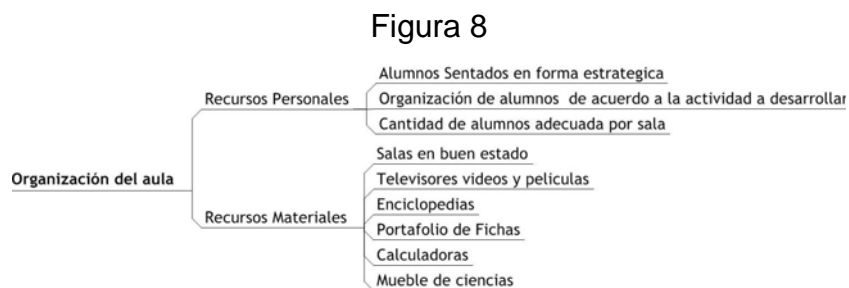 Figura 8
Alumnos Sentados en forma estrategica
Recursos Personales
Organización de alumnos de acuerdo a la actividad a desarrollar
Cantidad de alumnos adecuada por sala
Organización del aula
Salas en buen estado
Televisores videos y peliculas
Enciclopedias
Recursos Materiales
Portafolio de Fichas
Calculadoras
Mueble de ciencias